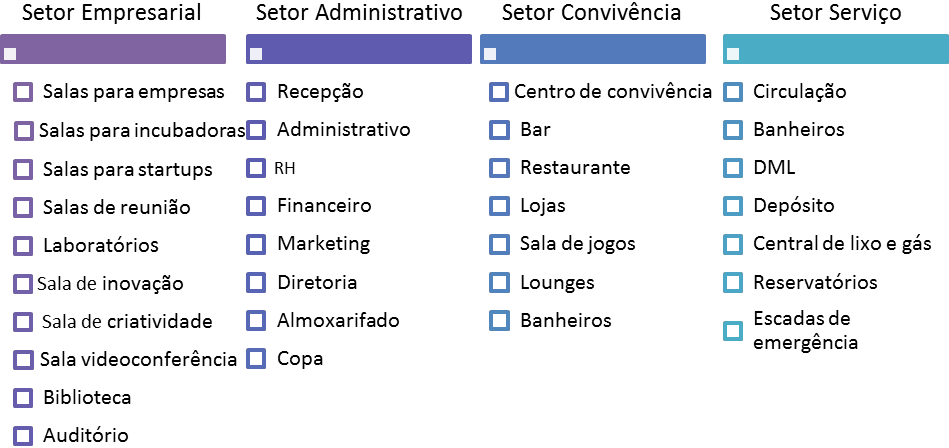 Setor Empresarial
Salas para empresas
Salas para incubadoras
Salas para startups
Salas de reunião
Laboratórios
Sala de inovação
Sala de criatividade
Sala videoconferência
Biblioteca
Auditório
Setor Administrativo
Recepção
Administrativo
RH
Financeiro
Marketing
Diretoria
Almoxarifado
Copa
Setor Convivência
Centro de convivência
Bar
Restaurante
Lojas
Sala de jogos
Lounges
Banheiros
Setor Serviço
Circulação
Banheiros
DML
Depósito
Central de lixo e gás
Reservatórios
Escadas de
emergência